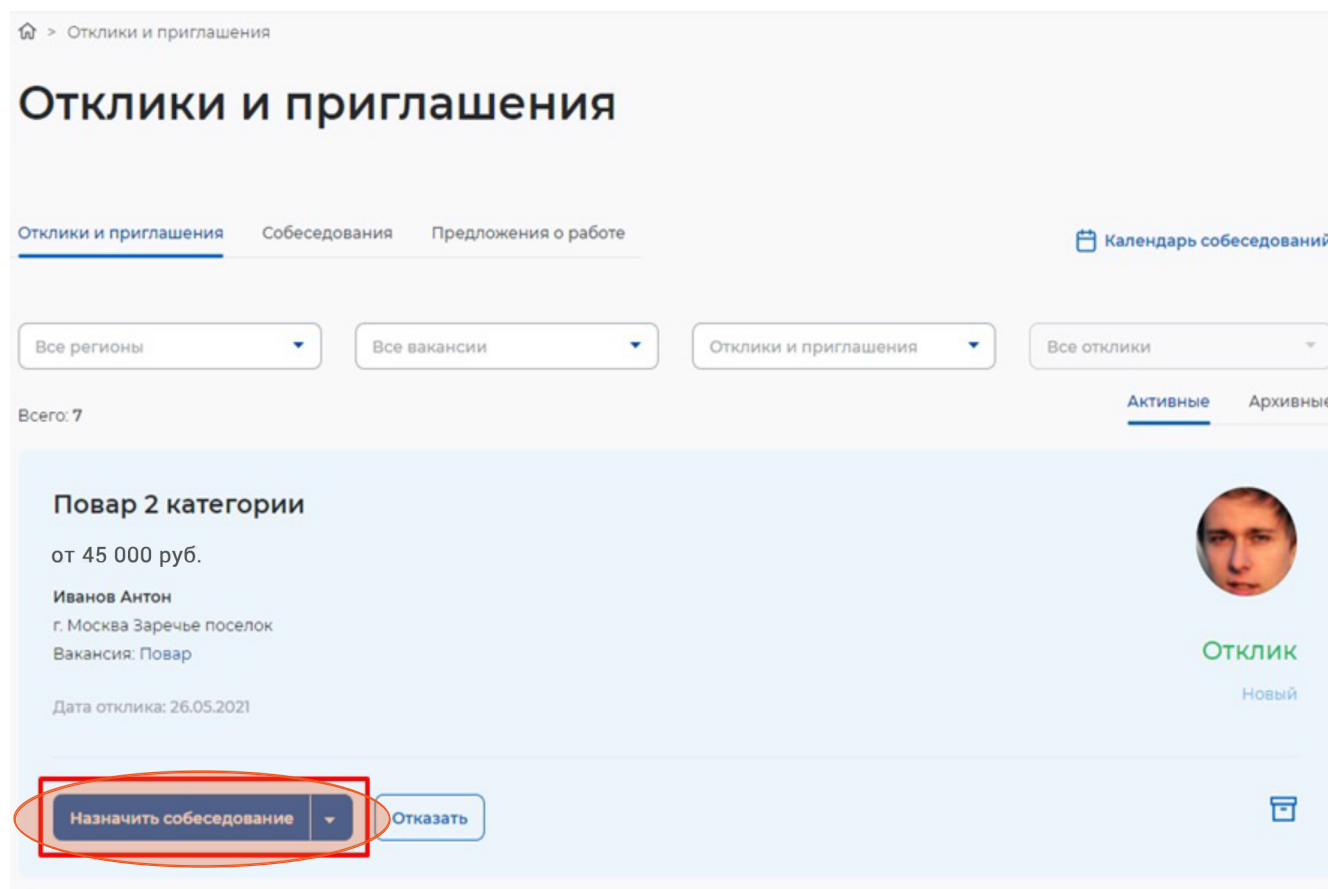 > Отклики и приглашения
Отклики и приглашения
Отклики и приглашения Собеседования Предложения о работе
Календарь собеседований
Все регионы Все вакансии Отклики и приглашения Все отклики
Всего: 7
Активные Архивные
Повар 2 категории
от 45 000 руб.
Иванов Антон
г. Москва Заречье поселок
Вакансия: Повар
Дата отклика: 26.05.2021
Отклик
Новый
Назначить собеседование Отказать